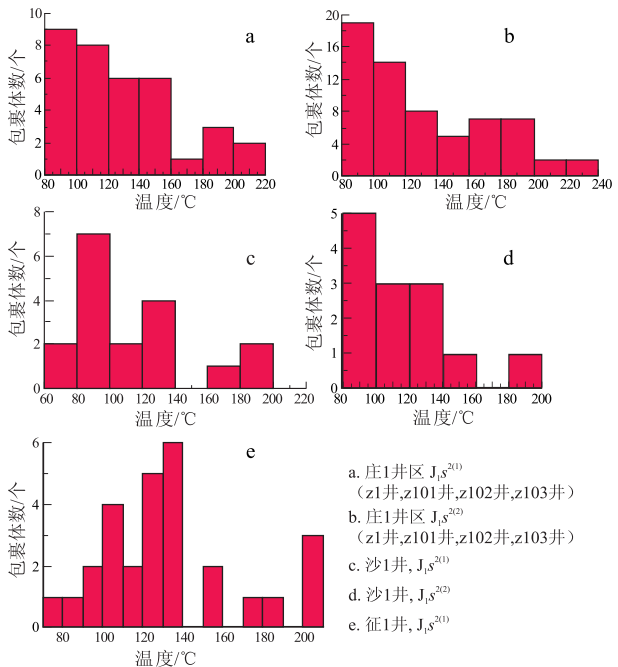 a
10
8
6
4
2
0
包裹体数/个
80 100 120 140 160 180 200 220
温度/℃
b
20
16
12
8
4
0
包裹体数/个
80 100 120 140 160 180 200 220 240
温度/℃
c
8
6
4
2
0
包裹体数/个
60 80 100 120 140 160 180 200 220
温度/℃
d
5
4
3
2
1
0
包裹体数/个
80 100 120 140 160 180 200
温度/℃
e
6
4
2
0
包裹体数/个
80 100 120 140 160 180 200
温度/℃
a. 庄1井区 J₁s²⁽¹⁾
（z1井,z101井,z102井,z103井）
b. 庄1井区 J₁s²⁽²⁾
（z1井,z101井,z102井,z103井）
c. 沙1井, J₁s²⁽¹⁾
d. 沙1井, J₁s²⁽²⁾
e. 征1井, J₁s²⁽¹⁾